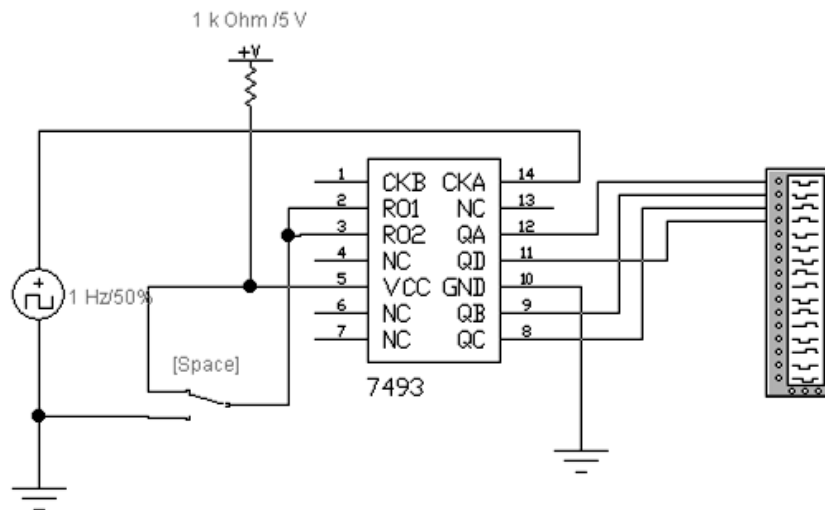 1 k Ohm /5 V
+V
1 CKB CKA 14
2 RO1 NC 13
3 RO2 QA 12
4 NC QD 11
5 VCC GND 10
6 NC QB 9
7 NC QC 8
7493
+
1 Hz/50%
[Space]